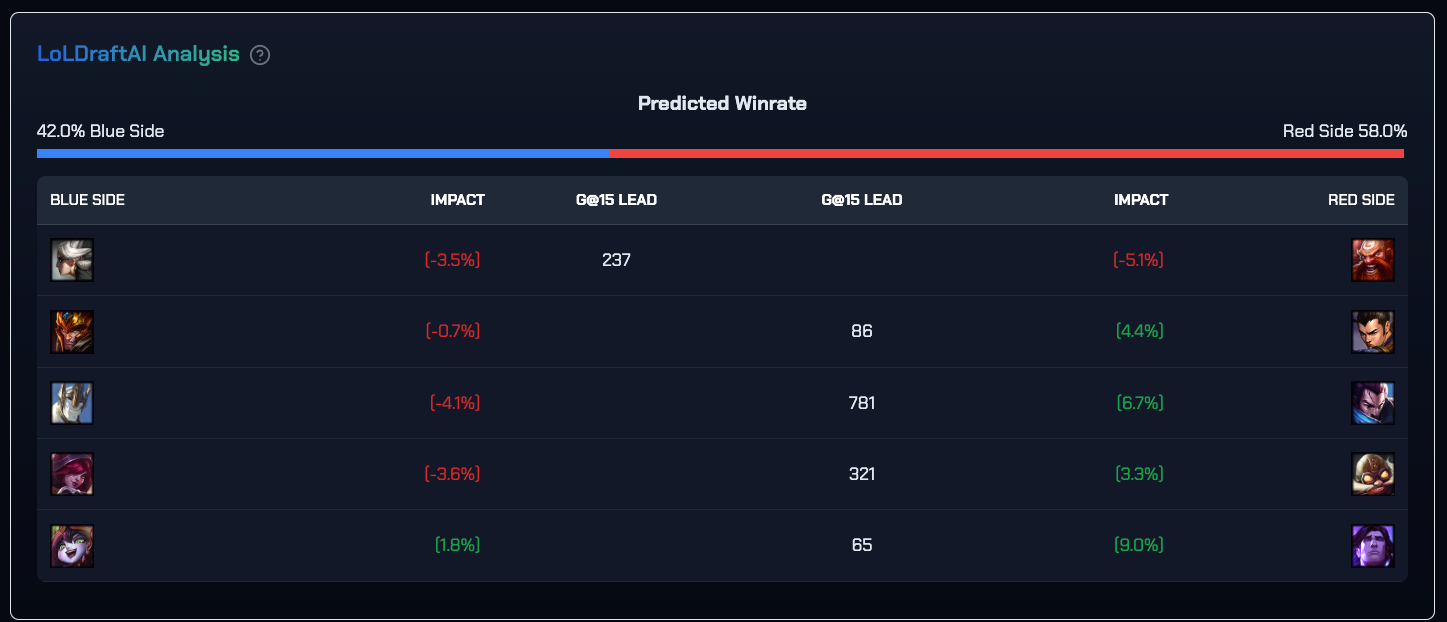 LoLDraftAI Analysis ?
Predicted Winrate
42.0% Blue Side Red Side 58.0%
BLUE SIDE IMPACT G@15 LEAD G@15 LEAD IMPACT RED SIDE
(-3.5%) 237 (-5.1%)
(-0.7%) 86 (4.4%)
(-4.1%) 781 (6.7%)
(-3.6%) 321 (3.3%)
(1.8%) 65 (9.0%)